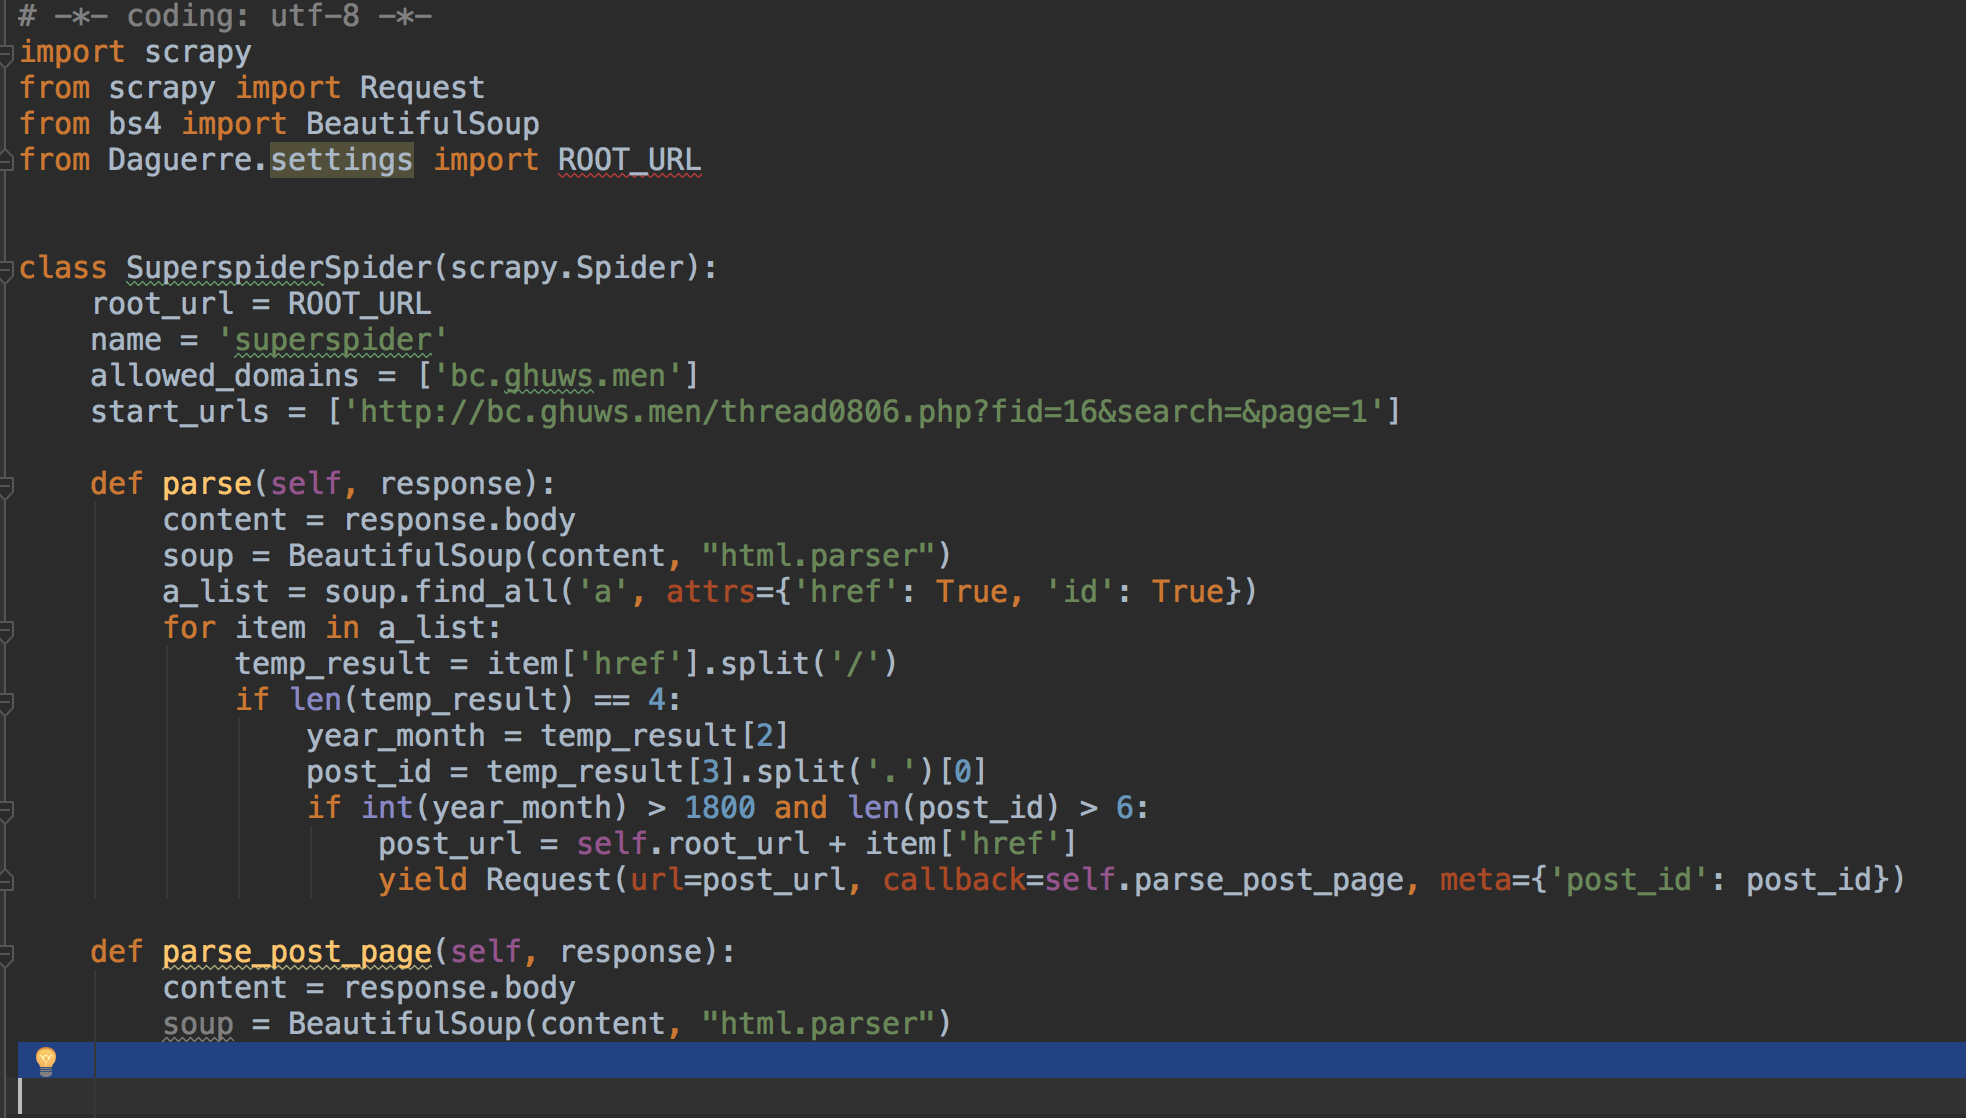 # -*- coding: utf-8 -*-
import scrapy
from scrapy import Request
from bs4 import BeautifulSoup
from Daguerre.settings import ROOT_URL
class SuperspiderSpider(scrapy.Spider):
    root_url = ROOT_URL
    name = 'superspider'
    allowed_domains = ['bc.ghuws.men']
    start_urls = ['http://bc.ghuws.men/thread0806.php?fid=16&search=&page=1']
    def parse(self, response):
        content = response.body
        soup = BeautifulSoup(content, "html.parser")
        a_list = soup.find_all('a', attrs={'href': True, 'id': True})
        for item in a_list:
            temp_result = item['href'].split('/')
            if len(temp_result) == 4:
                year_month = temp_result[2]
                post_id = temp_result[3].split('.')[0]
                if int(year_month) > 1800 and len(post_id) > 6:
                    post_url = self.root_url + item['href']
                    yield Request(url=post_url, callback=self.parse_post_page, meta={'post_id': post_id})
    def parse_post_page(self, response):
        content = response.body
        soup = BeautifulSoup(content, "html.parser")